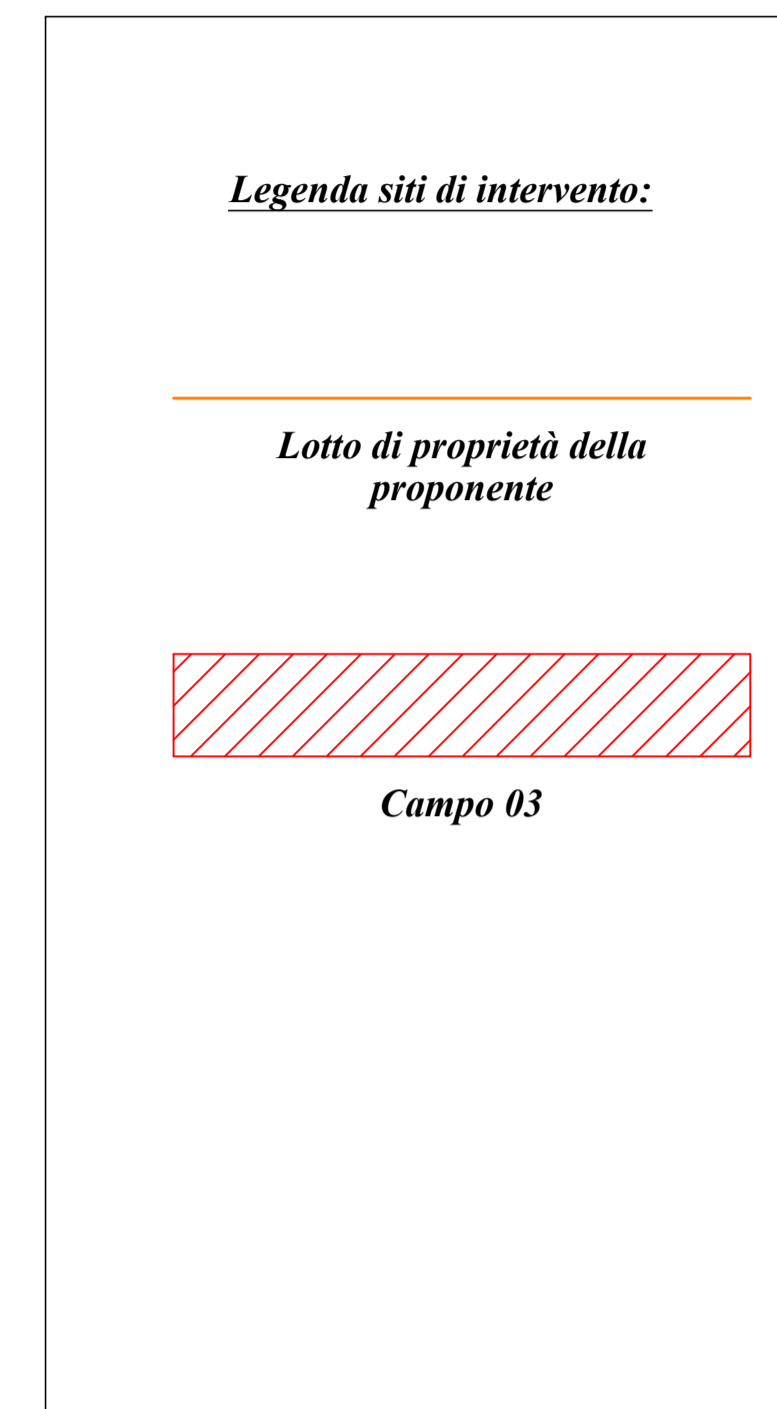 Legenda siti di intervento:
Lotto di proprietà della
proponente
Campo 03